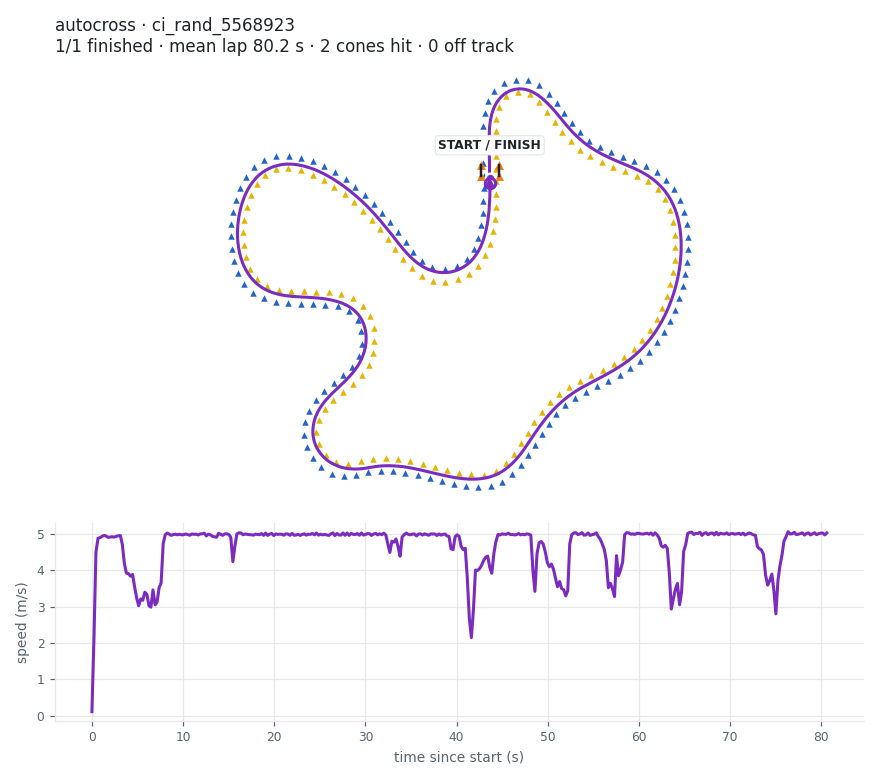 autocross · ci_rand_5568923
1/1 finished · mean lap 80.2 s · 2 cones hit · 0 off track
START / FINISH
5
4
3
2
1
0
speed (m/s)
0 10 20 30 40 50 60 70 80
time since start (s)